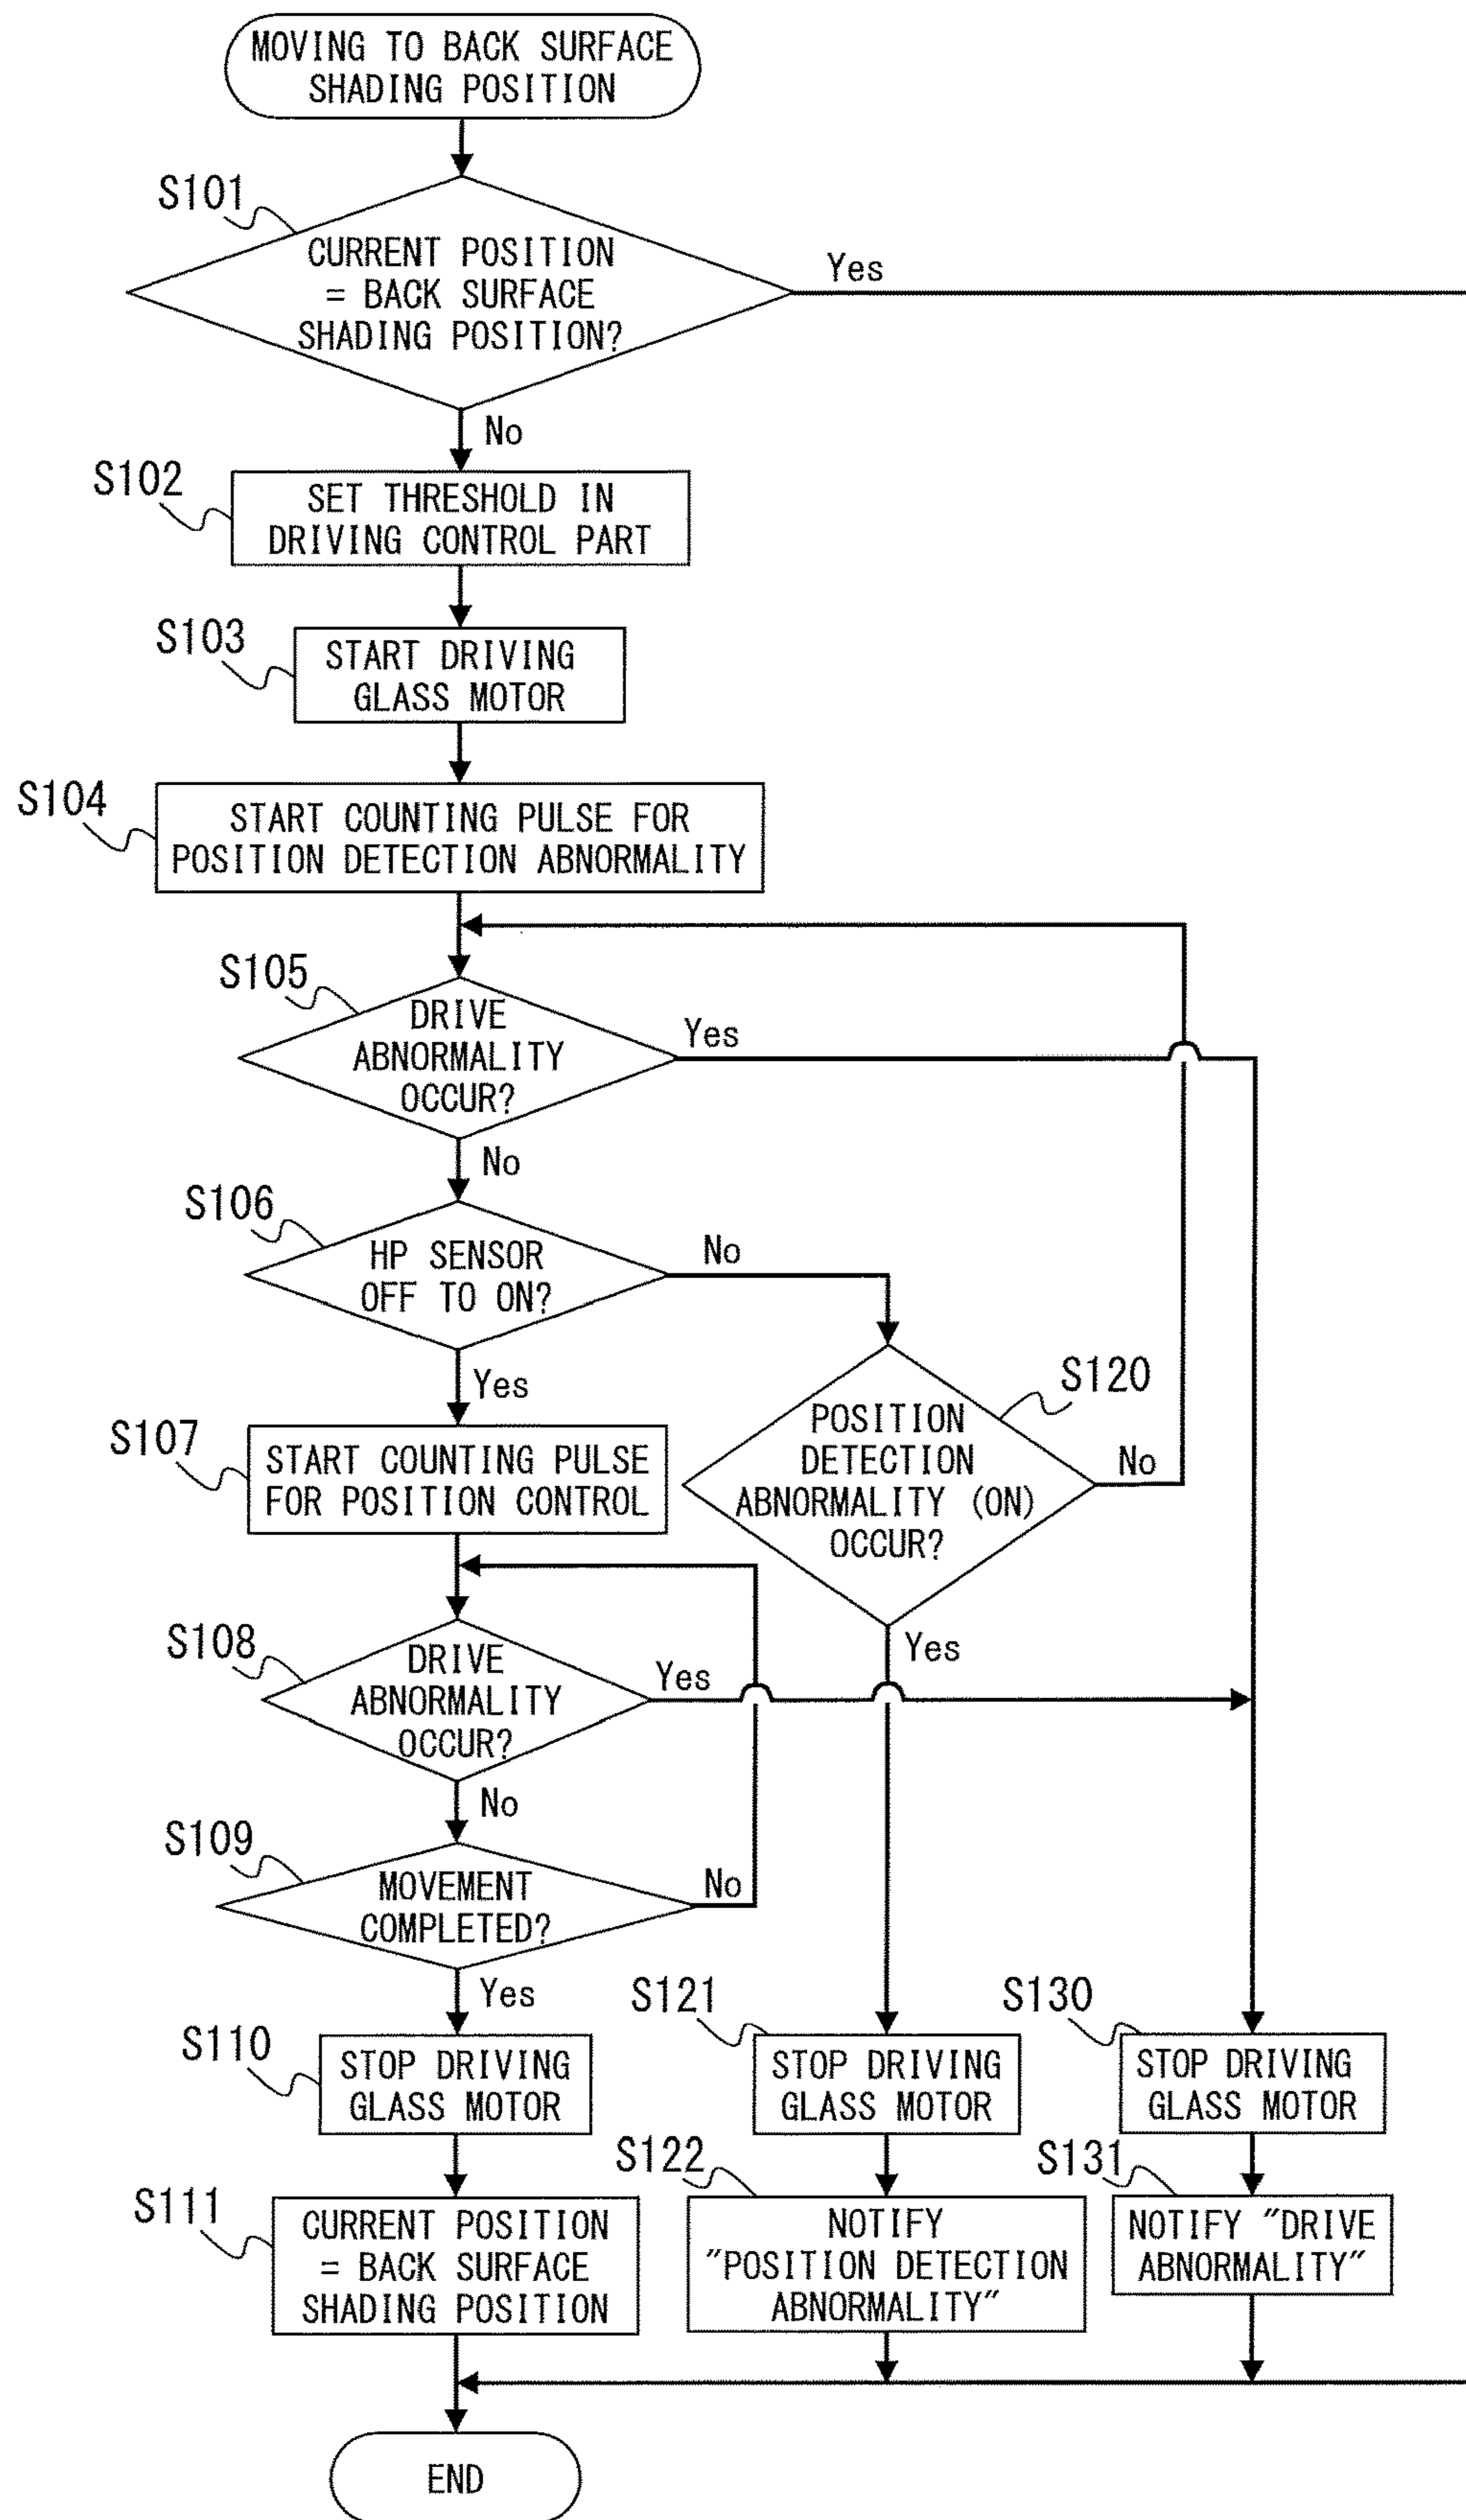 MOVING TO BACK SURFACE
SHADING POSITION
S101
CURRENT POSITION
= BACK SURFACE
SHADING POSITION?
Yes
No
S102
SET THRESHOLD IN
DRIVING CONTROL PART
S103
START DRIVING
GLASS MOTOR
S104
START COUNTING PULSE FOR
POSITION DETECTION ABNORMALITY
S105
DRIVE
ABNORMALITY
OCCUR?
Yes
No
S106
HP SENSOR
OFF TO ON?
No
Yes
S120
POSITION
DETECTION
ABNORMALITY (ON)
OCCUR?
No
Yes
S107
START COUNTING PULSE
FOR POSITION CONTROL
S108
DRIVE
ABNORMALITY
OCCUR?
Yes
No
S109
MOVEMENT
COMPLETED?
No
Yes
S110
STOP DRIVING
GLASS MOTOR
S121
STOP DRIVING
GLASS MOTOR
S130
STOP DRIVING
GLASS MOTOR
S111
CURRENT POSITION
= BACK SURFACE
SHADING POSITION
S122
NOTIFY
"POSITION DETECTION
ABNORMALITY"
S131
NOTIFY "DRIVE
ABNORMALITY"
END